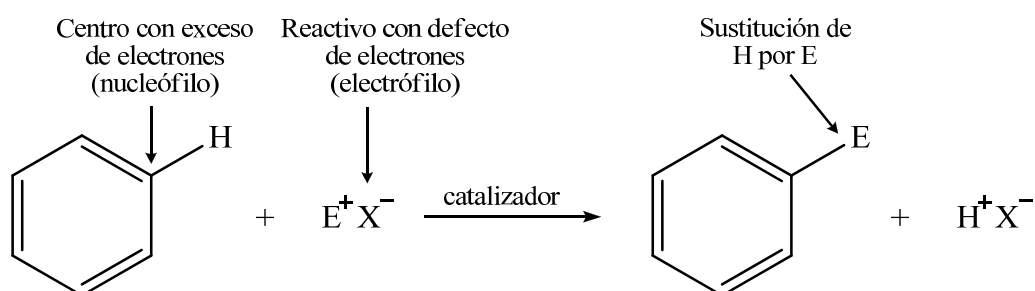 Centro con exceso
de electrones
(nucleófilo)
Reactivo con defecto
de electrones
(electrófilo)
Sustitución de
H por E
H + E⁺X⁻ catalizador E + H⁺X⁻